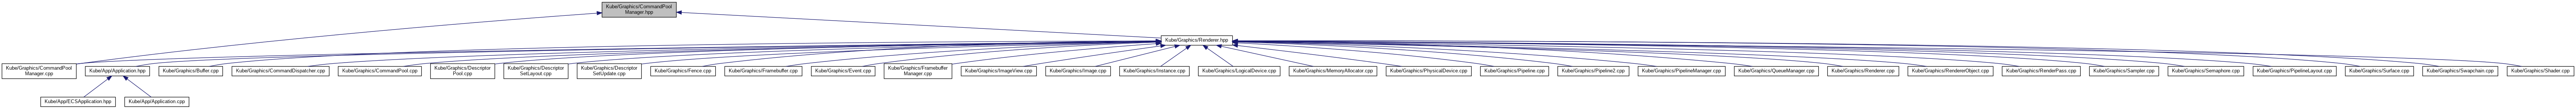 Kube/Graphics/CommandPool
Manager.hpp
Kube/Graphics/Renderer.hpp
Kube/Graphics/CommandPool
Manager.cpp
Kube/App/Application.hpp
Kube/Graphics/Buffer.cpp
Kube/Graphics/CommandDispatcher.cpp
Kube/Graphics/CommandPool.cpp
Kube/Graphics/Descriptor
Pool.cpp
Kube/Graphics/Descriptor
SetLayout.cpp
Kube/Graphics/Descriptor
SetUpdate.cpp
Kube/Graphics/Fence.cpp
Kube/Graphics/Framebuffer.cpp
Kube/Graphics/Event.cpp
Kube/Graphics/Framebuffer
Manager.cpp
Kube/Graphics/ImageView.cpp
Kube/Graphics/Image.cpp
Kube/Graphics/Instance.cpp
Kube/Graphics/LogicalDevice.cpp
Kube/Graphics/MemoryAllocator.cpp
Kube/Graphics/PhysicalDevice.cpp
Kube/Graphics/Pipeline.cpp
Kube/Graphics/Pipeline2.cpp
Kube/Graphics/PipelineManager.cpp
Kube/Graphics/QueueManager.cpp
Kube/Graphics/Renderer.cpp
Kube/Graphics/RendererObject.cpp
Kube/Graphics/RenderPass.cpp
Kube/Graphics/Sampler.cpp
Kube/Graphics/Semaphore.cpp
Kube/Graphics/PipelineLayout.cpp
Kube/Graphics/Surface.cpp
Kube/Graphics/Swapchain.cpp
Kube/Graphics/Shader.cpp
Kube/App/ECSApplication.hpp
Kube/App/Application.cpp